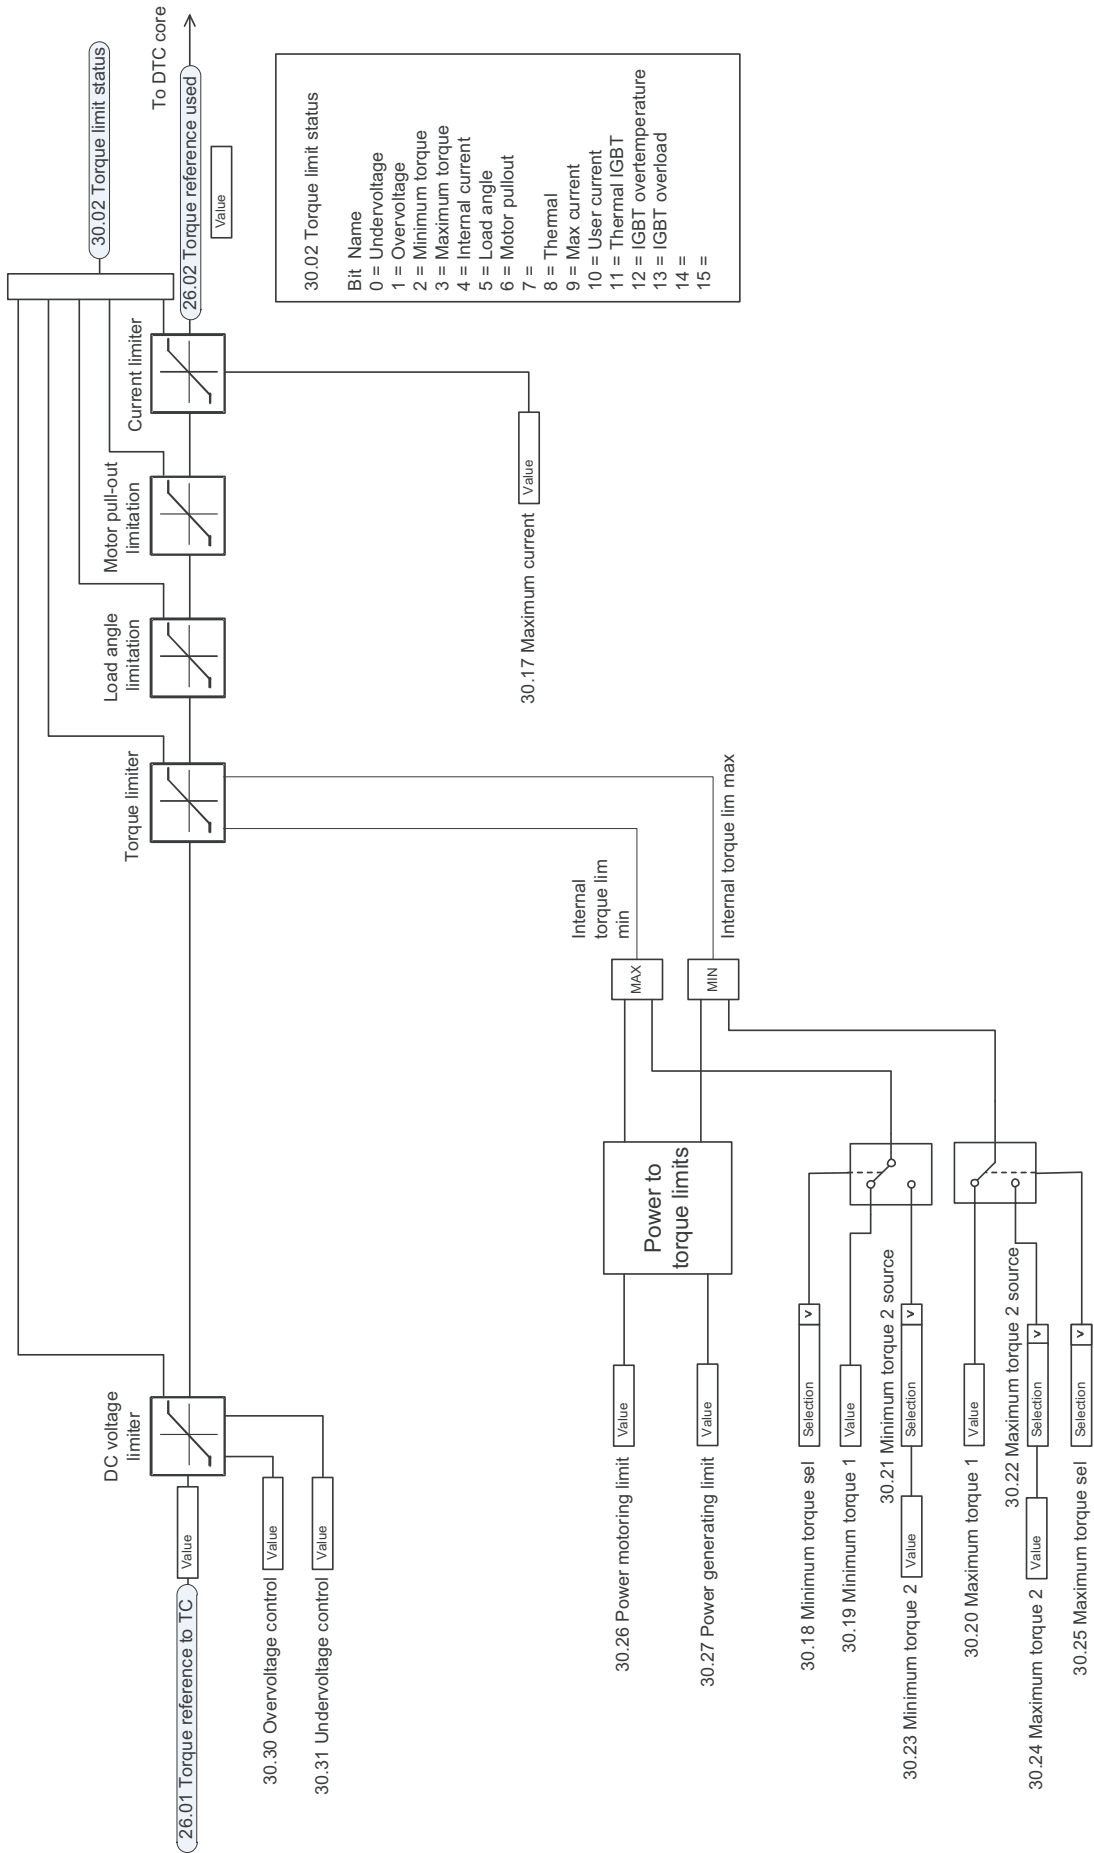 26.01 Torque reference to TC
Value
30.30 Overvoltage control
Value
30.31 Undervoltage control
Value
DC voltage
limiter
Torque limiter
Load angle
limitation
Motor pull-out
limitation
Current limiter
30.02 Torque limit status
26.02 Torque reference used
To DTC core
Value
30.17 Maximum current
Value
30.02 Torque limit status
Bit Name
0 = Undervoltage
1 = Overvoltage
2 = Minimum torque
3 = Maximum torque
4 = Internal current
5 = Load angle
6 = Motor pullout
7 =
8 = Thermal
9 = Max current
10 = User current
11 = Thermal IGBT
12 = IGBT overtemperature
13 = IGBT overload
14 =
15 =
30.26 Power motoring limit
Value
30.27 Power generating limit
Value
Power to
torque limits
MAX
MIN
Internal
torque lim
min
Internal torque lim max
30.18 Minimum torque sel
Selection
v
30.19 Minimum torque 1
Value
30.21 Minimum torque 2 source
30.23 Minimum torque 2
Value
Selection
v
30.20 Maximum torque 1
Value
30.22 Maximum torque 2 source
30.24 Maximum torque 2
Value
Selection
v
30.25 Maximum torque sel
Selection
v